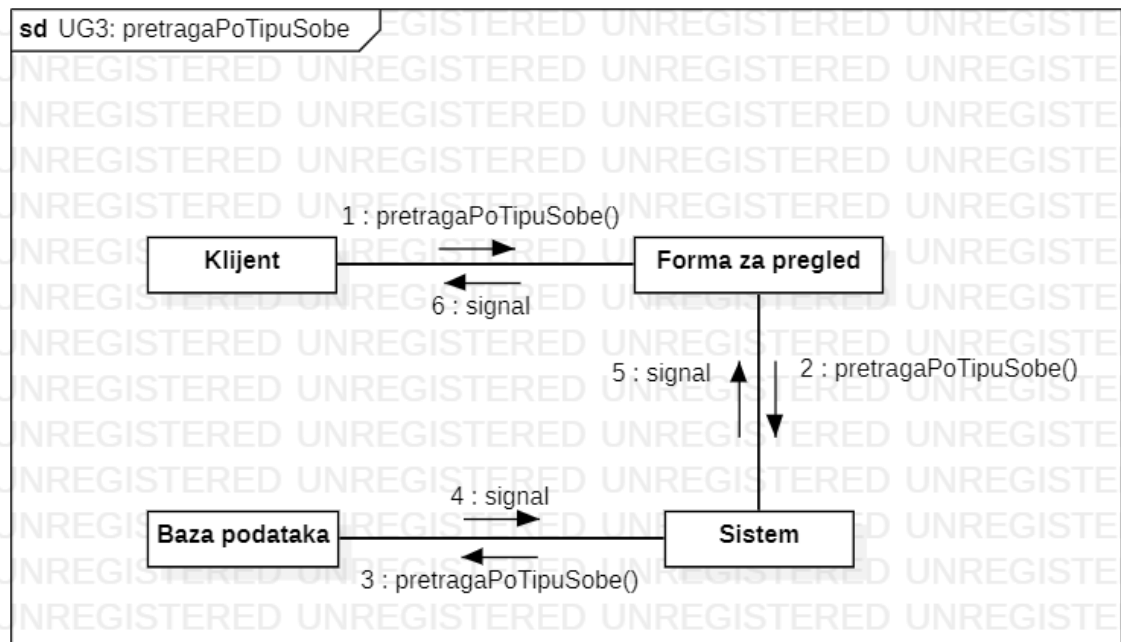 sd UG3: pretragaPoTipuSobe
1 : pretragaPoTipuSobe()
Klijent
Forma za pregled
6 : signal
5 : signal
2 : pretragaPoTipuSobe()
4 : signal
Baza podataka
Sistem
3 : pretragaPoTipuSobe()
UNREGISTERED